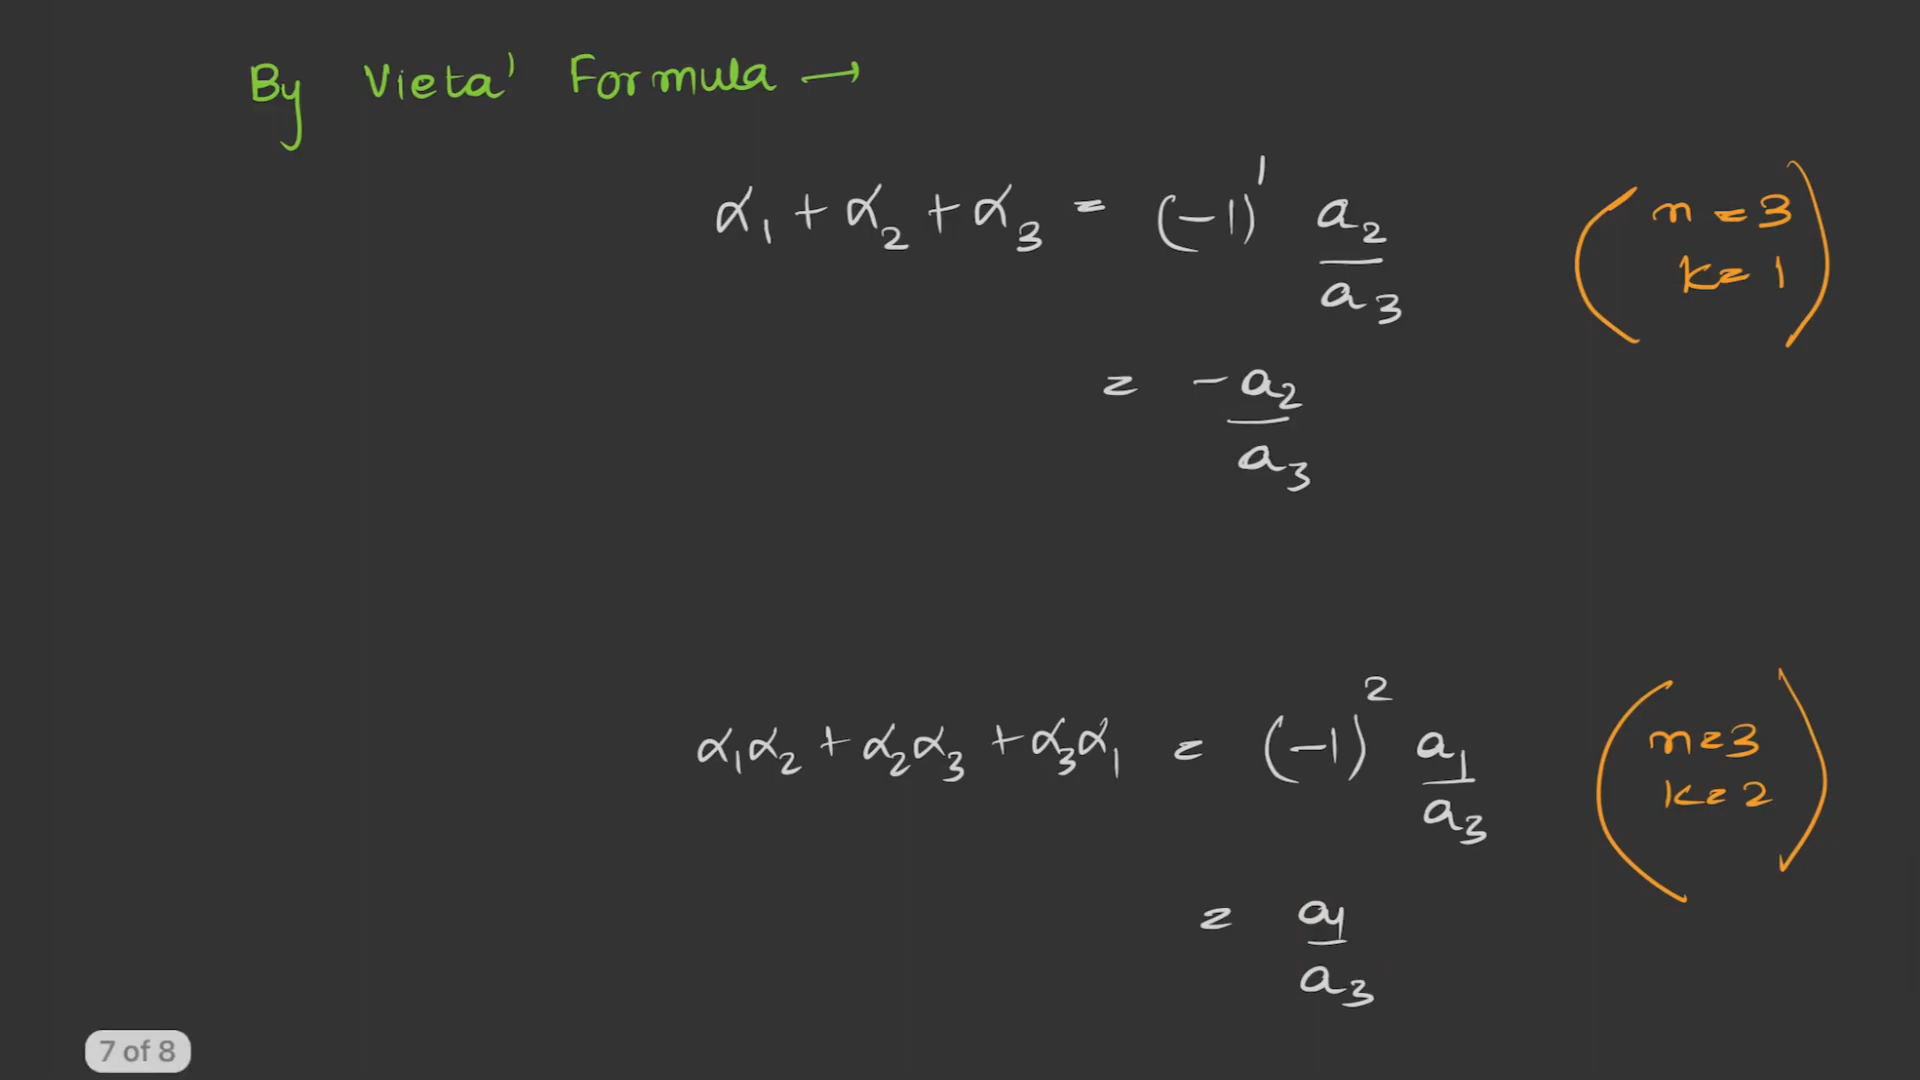 By Vieta' Formula →
α₁ + α₂ + α₃ = (-1)¹ a₂/a₃ (n = 3 k = 1)
= -a₂/a₃
α₁α₂ + α₂α₃ + α₃α₁ = (-1)² a₁/a₃ (n = 3 k = 2)
= a₁/a₃
7 of 8